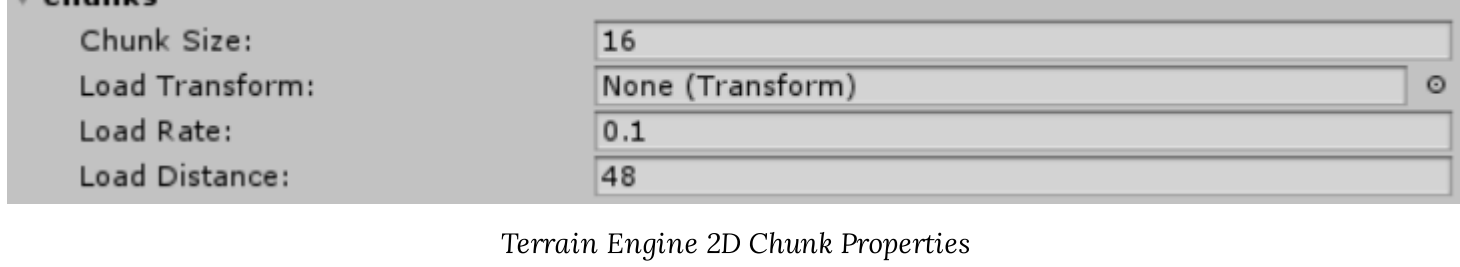 Chunks
Chunk Size: 16
Load Transform: None (Transform)
Load Rate: 0.1
Load Distance: 48
Terrain Engine 2D Chunk Properties